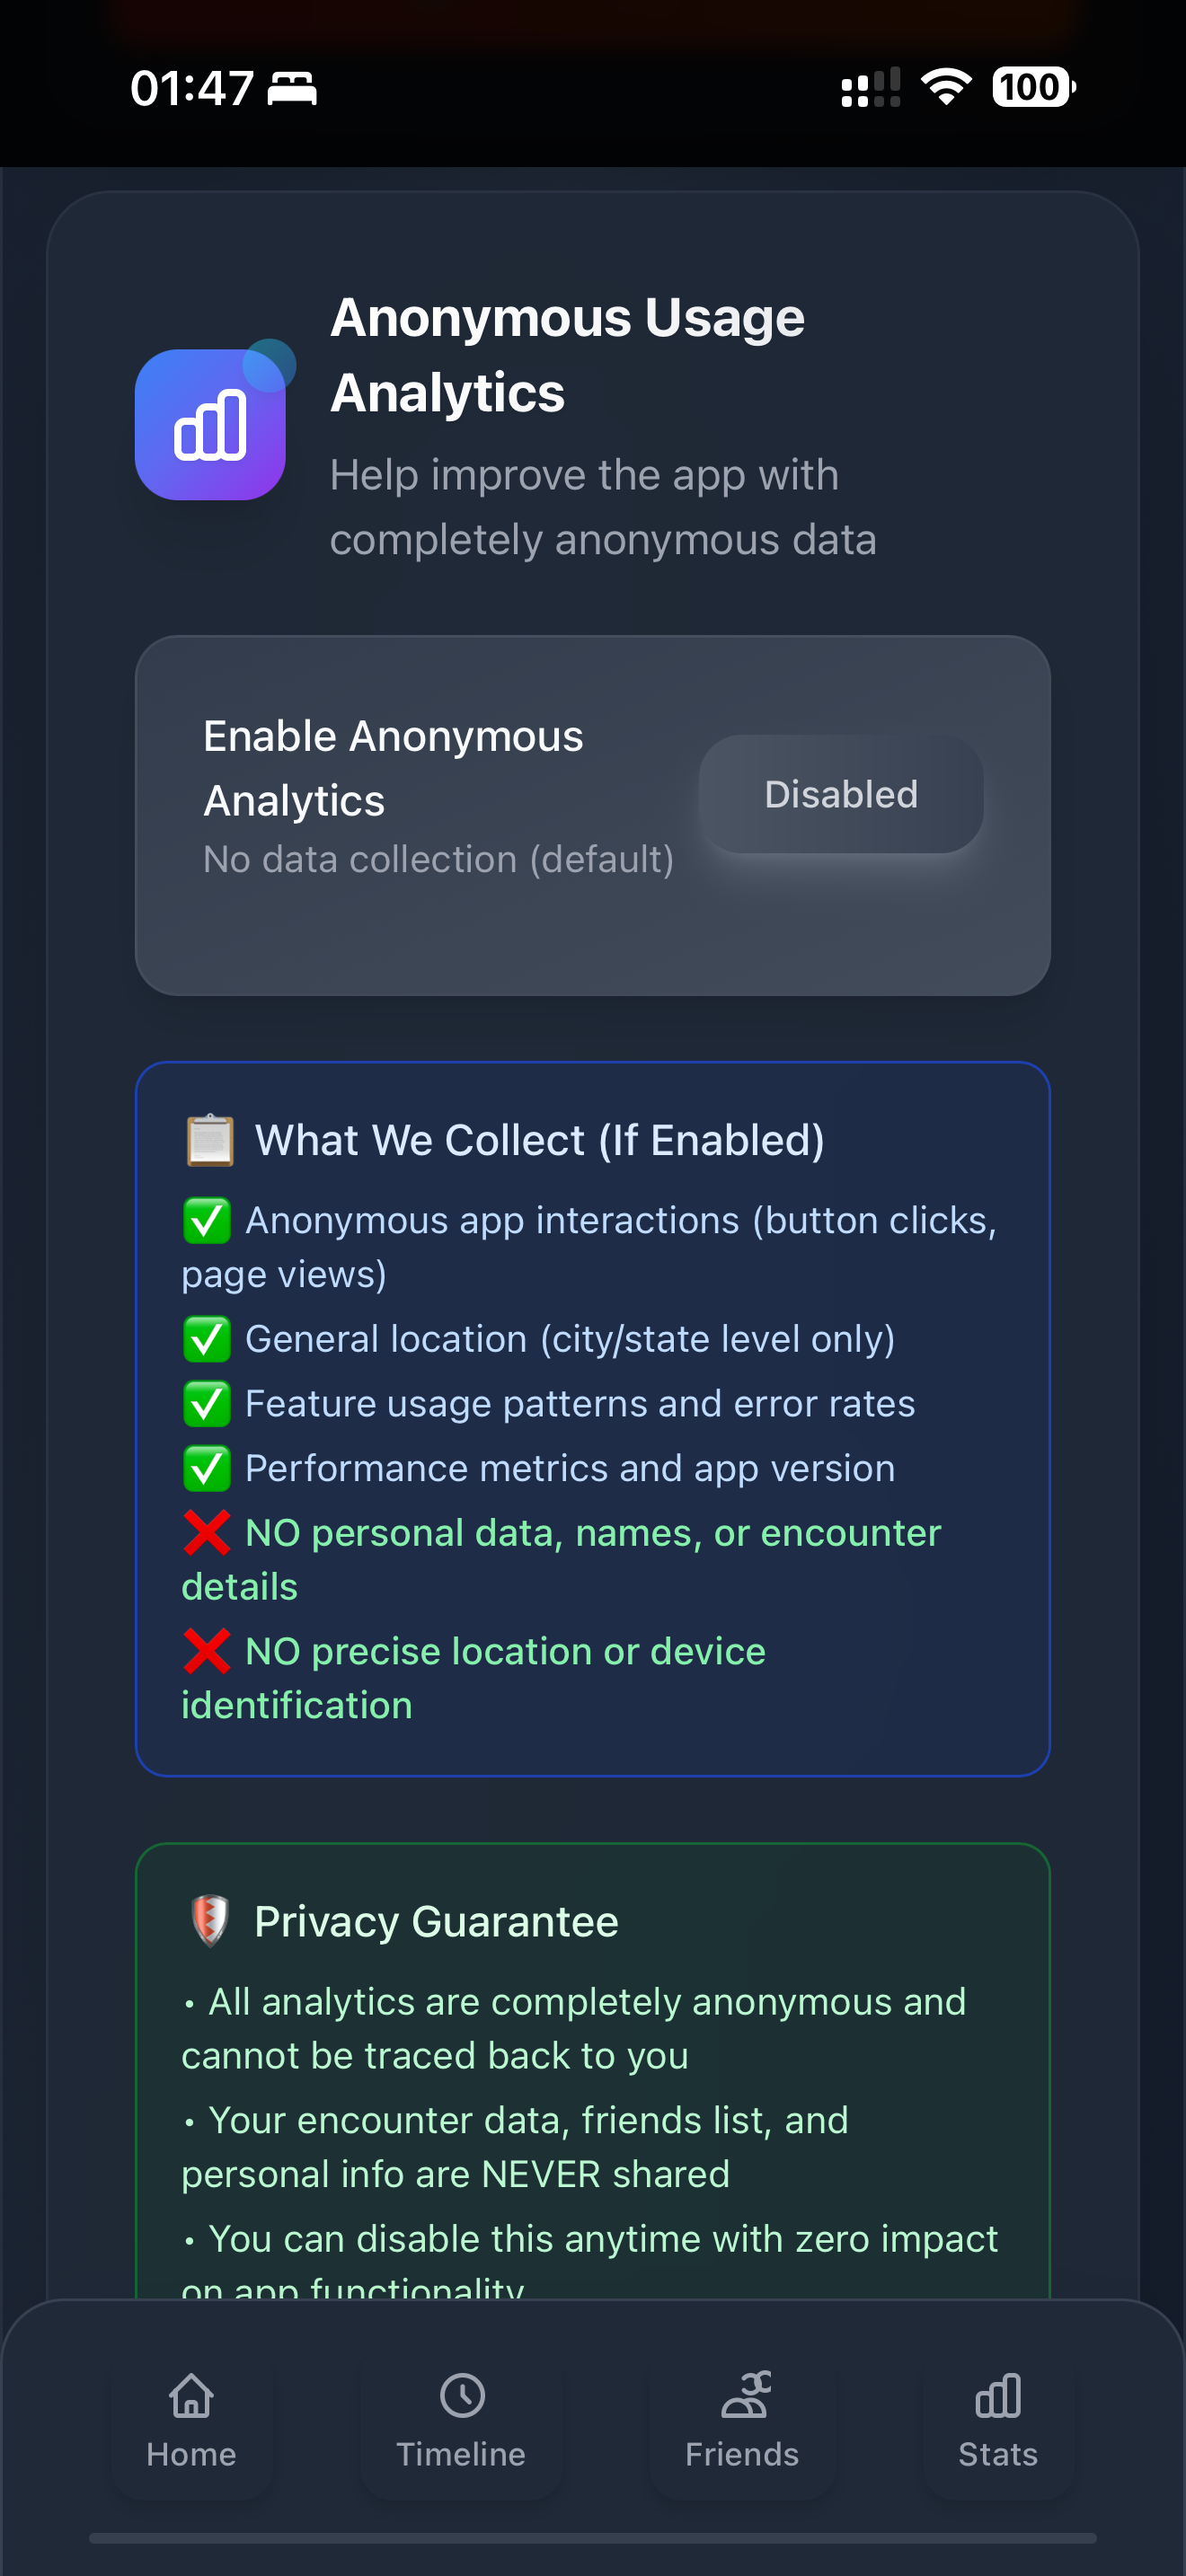 01:47
100
Anonymous Usage
Analytics
Help improve the app with
completely anonymous data
Enable Anonymous
Analytics
No data collection (default)
Disabled
📋 What We Collect (If Enabled)
✅ Anonymous app interactions (button clicks,
page views)
✅ General location (city/state level only)
✅ Feature usage patterns and error rates
✅ Performance metrics and app version
❌ NO personal data, names, or encounter
details
❌ NO precise location or device
identification
🛡️ Privacy Guarantee
• All analytics are completely anonymous and
cannot be traced back to you
• Your encounter data, friends list, and
personal info are NEVER shared
• You can disable this anytime with zero impact
on app functionality
Home
Timeline
Friends
Stats